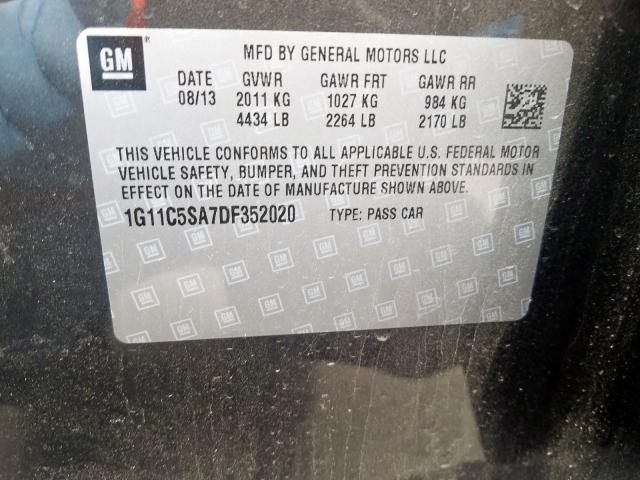 GM
MFD BY GENERAL MOTORS LLC
DATE GVWR GAWR FRT GAWR RR
08/13 2011 KG 1027 KG 984 KG
4434 LB 2264 LB 2170 LB
THIS VEHICLE CONFORMS TO ALL APPLICABLE U.S. FEDERAL MOTOR
VEHICLE SAFETY, BUMPER, AND THEFT PREVENTION STANDARDS IN
EFFECT ON THE DATE OF MANUFACTURE SHOWN ABOVE.
1G11C5SA7DF352020 TYPE: PASS CAR